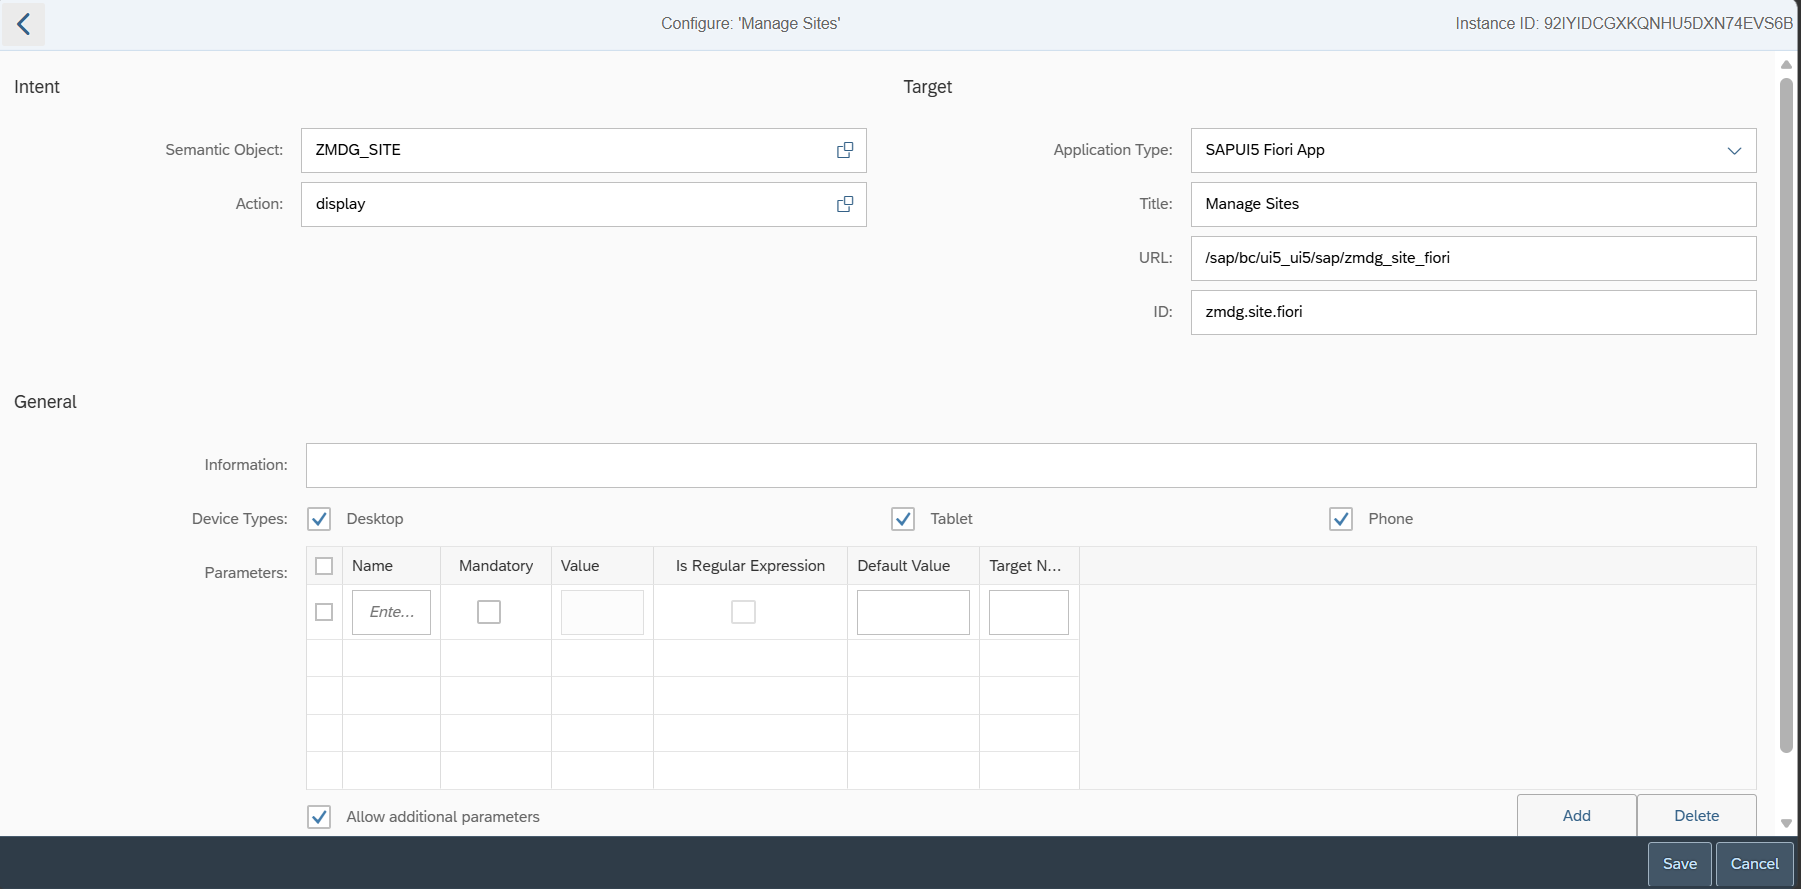 Configure: 'Manage Sites'
Instance ID: 92IYIDCGXKQNHU5DXN74EVS6B
Intent
Semantic Object: ZMDG_SITE
Action: display
Target
Application Type: SAPUI5 Fiori App
Title: Manage Sites
URL: /sap/bc/ui5_ui5/sap/zmdg_site_fiori
ID: zmdg.site.fiori
General
Information:
Device Types: Desktop Tablet Phone
Parameters: Name Mandatory Value Is Regular Expression Default Value Target N...
Ente...
Allow additional parameters
Add Delete
Save Cancel